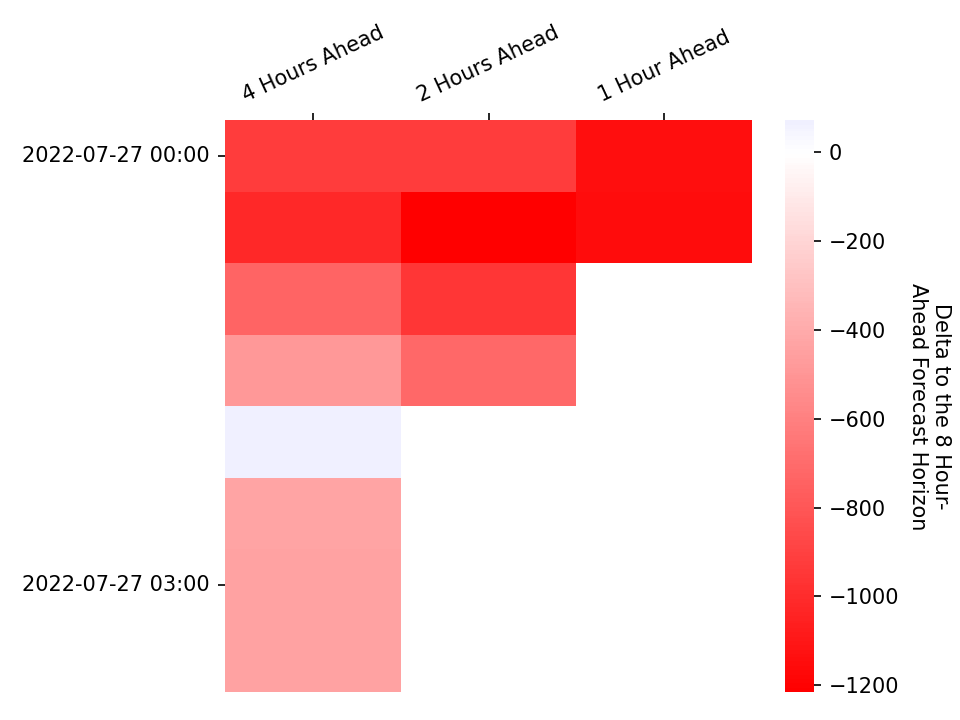 4 Hours Ahead
2 Hours Ahead
1 Hour Ahead
2022-07-27 00:00
2022-07-27 03:00
0
−200
−400
−600
−800
−1000
−1200
Delta to the 8 Hour-
Ahead Forecast Horizon